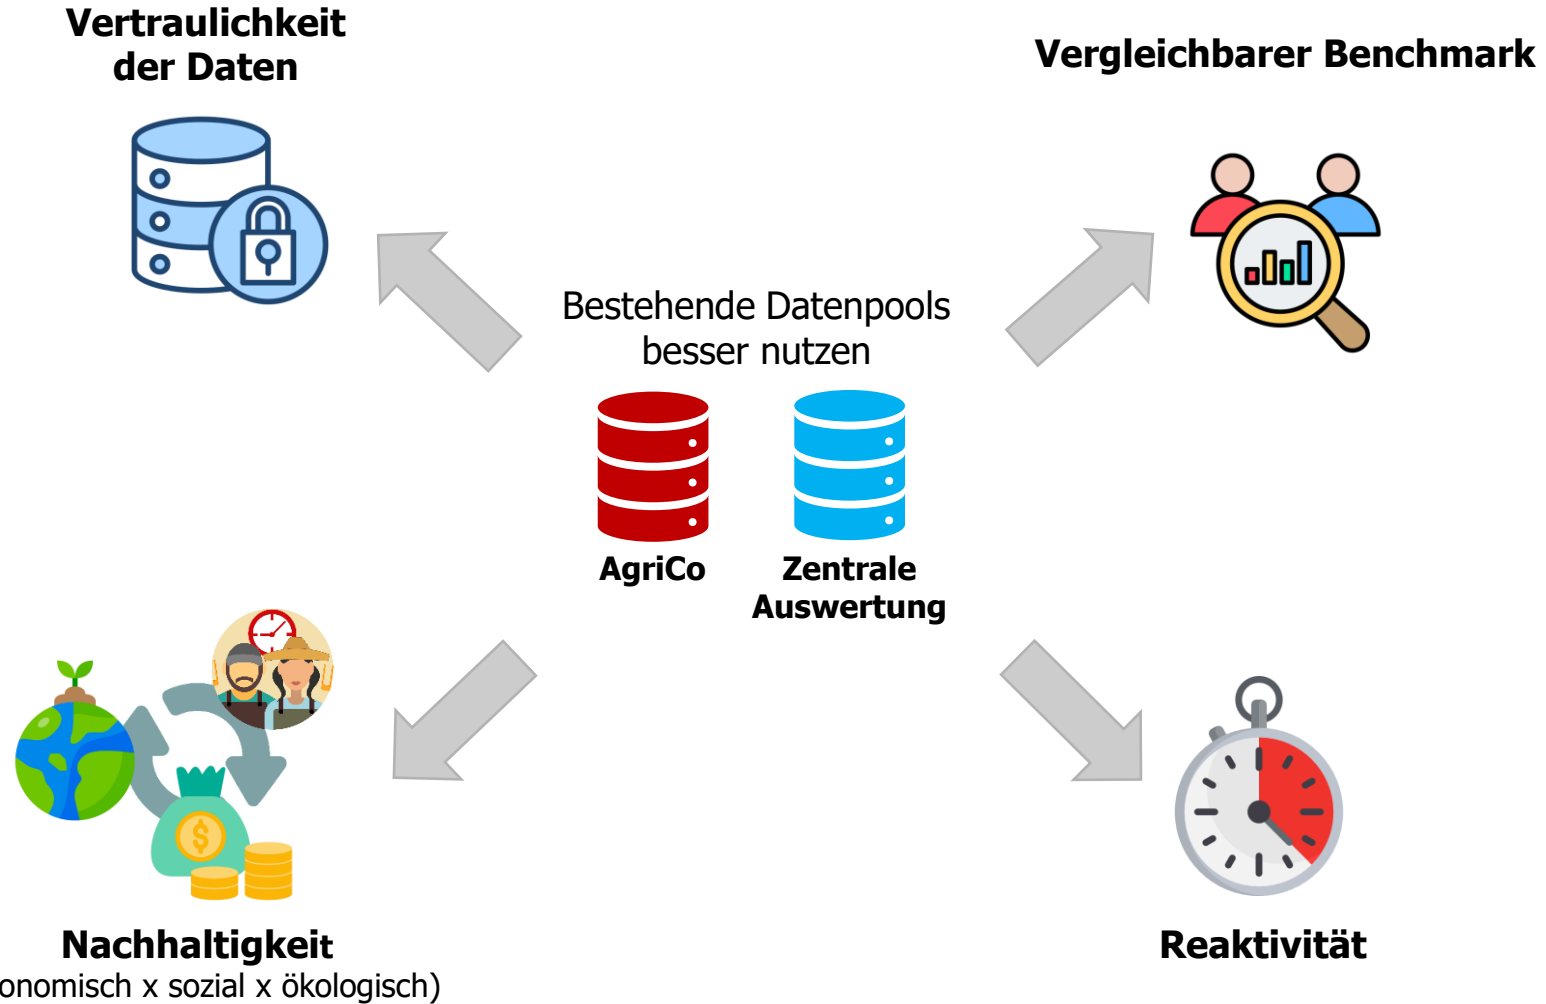 Vertraulichkeit
der Daten
Vergleichbarer Benchmark
Bestehende Datenpools
besser nutzen
AgriCo
Zentrale
Auswertung
Nachhaltigkeit
onomisch x sozial x ökologisch)
Reaktivität